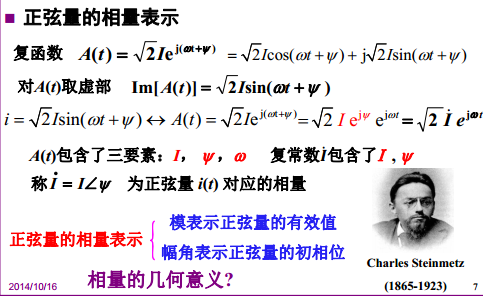 正弦量的相量表示
复函数 A(t) = √2Ie^j(ωt+ψ) = √2Icos(ωt+ψ) + j√2Isin(ωt+ψ)
对A(t)取虚部 Im[A(t)] = √2Isin(ωt+ψ)
i = √2Isin(ωt+ψ) ↔ A(t) = √2Ie^j(ωt+ψ) = √2 I e^jψ e^jωt = √2 İ e^jωt
A(t)包含了三要素：I， ψ，ω 复常数İ包含了I , ψ
称 İ = I∠ψ 为正弦量 i(t) 对应的相量
模表示正弦量的有效值
正弦量的相量表示
幅角表示正弦量的初相位
Charles Steinmetz
(1865-1923)
相量的几何意义?
2014/10/16
7